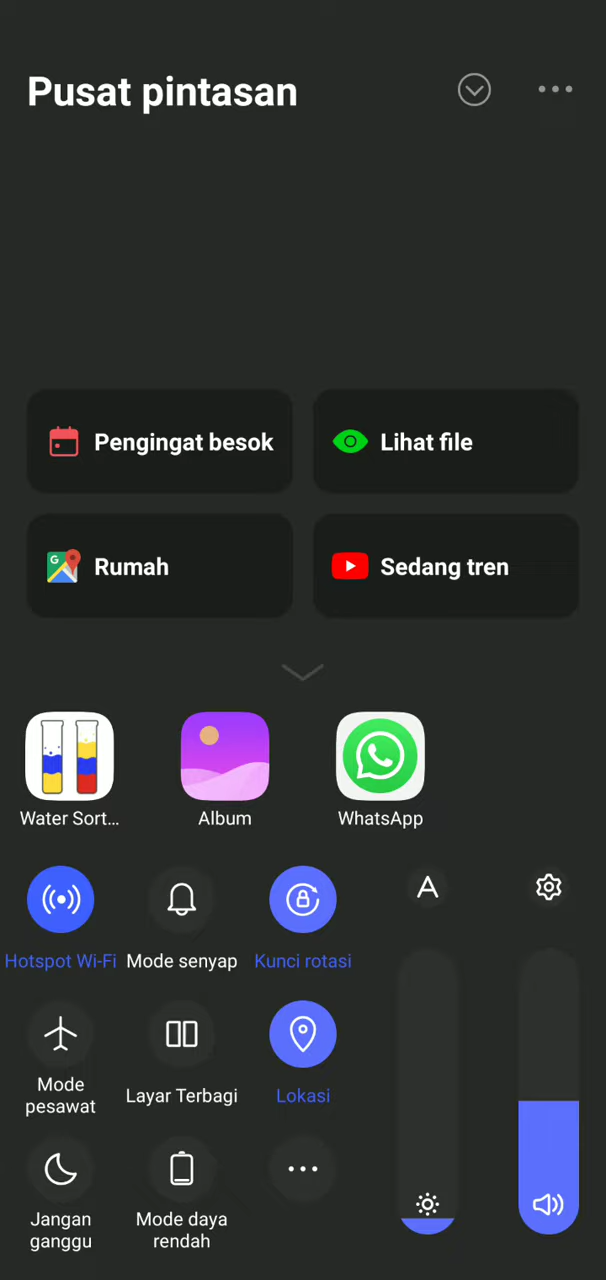 Pusat pintasan
Pengingat besok
Lihat file
Rumah
Sedang tren
Water Sort...
Album
WhatsApp
A
Hotspot Wi-Fi
Mode senyap
Kunci rotasi
Mode
pesawat
Layar Terbagi
Lokasi
Jangan
ganggu
Mode daya
rendah